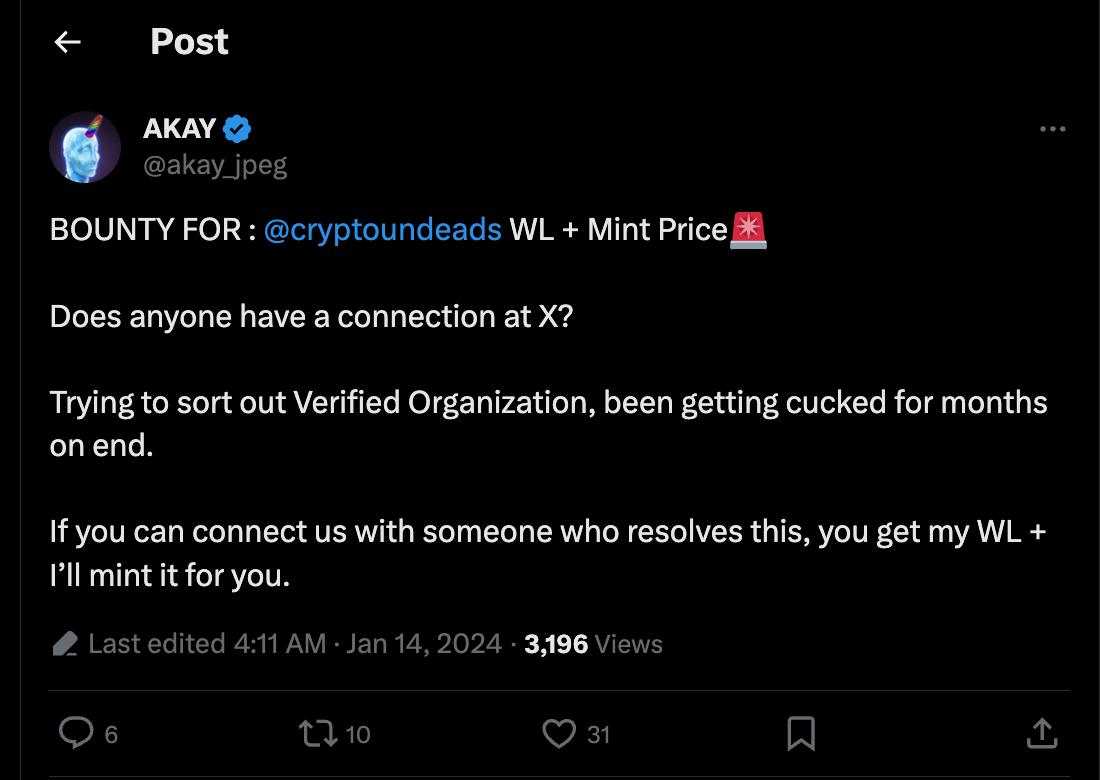 Post
AKAY
@akay_jpeg
BOUNTY FOR : @cryptoundeads WL + Mint Price🚨
Does anyone have a connection at X?
Trying to sort out Verified Organization, been getting cucked for months
on end.
If you can connect us with someone who resolves this, you get my WL +
I’ll mint it for you.
Last edited 4:11 AM · Jan 14, 2024 · 3,196 Views
6 10 31